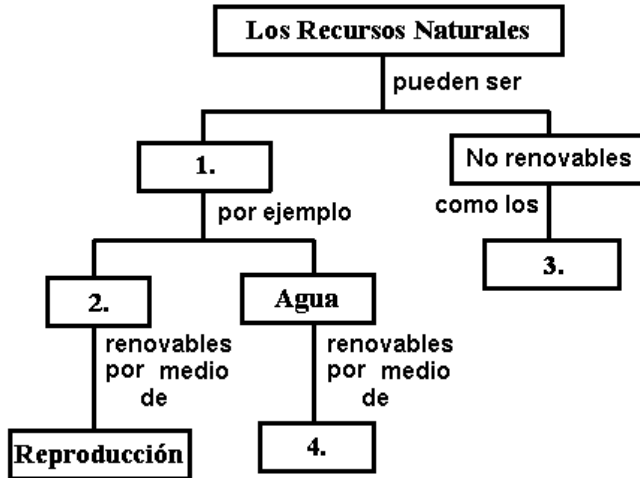 Los Recursos Naturales
pueden ser
1.
No renovables
por ejemplo
como los
2.
Agua
3.
renovables
por medio
de
renovables
por medio
de
Reproducción
4.